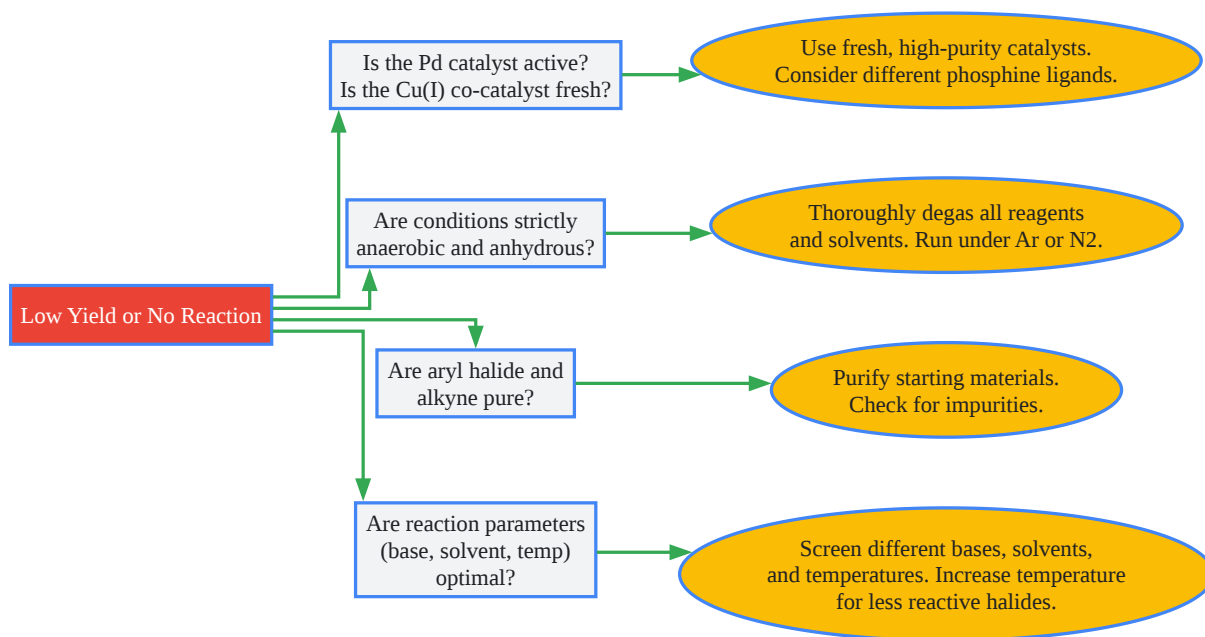 Is the Pd catalyst active?
Is the Cu(I) co-catalyst fresh?
Use fresh, high-purity catalysts.
Consider different phosphine ligands.
Are conditions strictly
anaerobic and anhydrous?
Thoroughly degas all reagents
and solvents. Run under Ar or N2.
Low Yield or No Reaction
Are aryl halide and
alkyne pure?
Purify starting materials.
Check for impurities.
Are reaction parameters
(base, solvent, temp)
optimal?
Screen different bases, solvents,
and temperatures. Increase temperature
for less reactive halides.